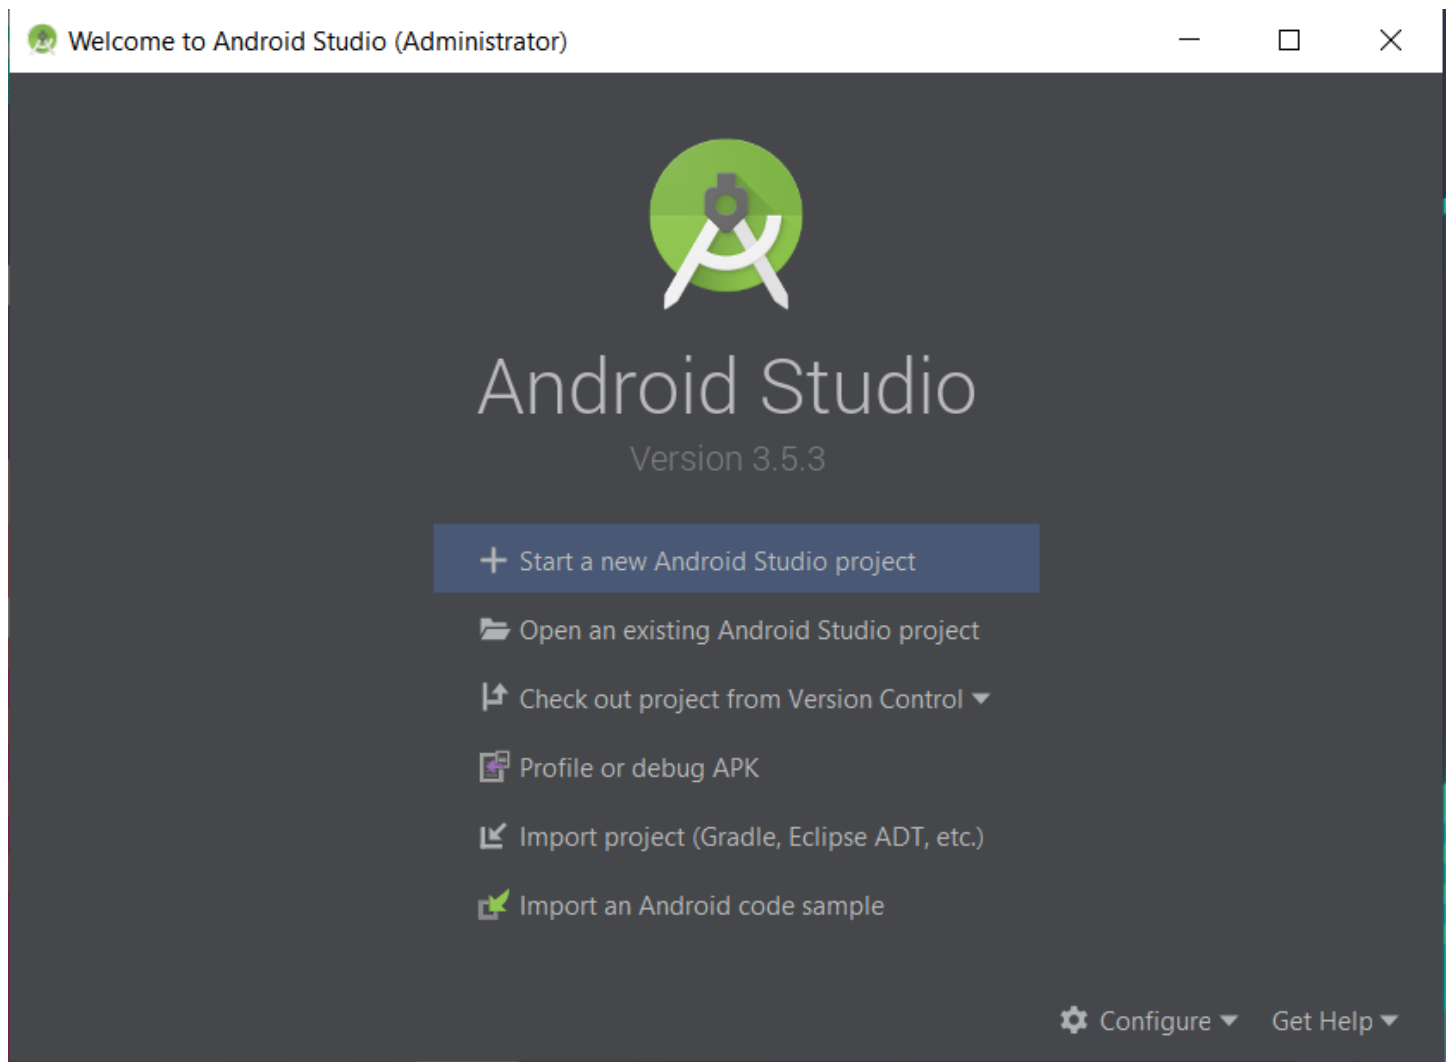 Welcome to Android Studio (Administrator)
Android Studio
Version 3.5.3
Start a new Android Studio project
Open an existing Android Studio project
Check out project from Version Control
Profile or debug APK
Import project (Gradle, Eclipse ADT, etc.)
Import an Android code sample
Configure Get Help